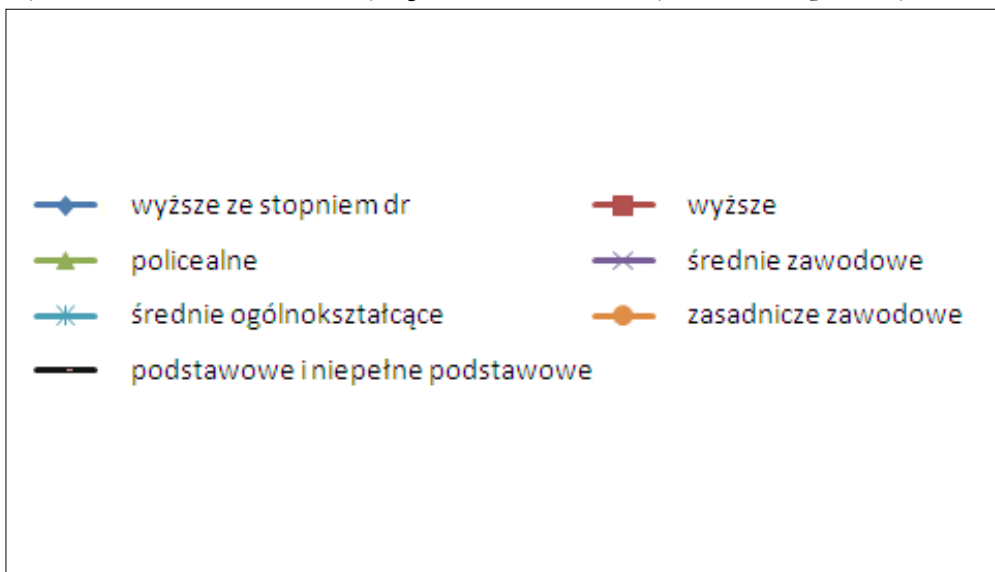 wyższe ze stopniem dr
wyższe
policealne
średnie zawodowe
średnie ogólnokształcące
zasadnicze zawodowe
podstawowe i niepełne podstawowe